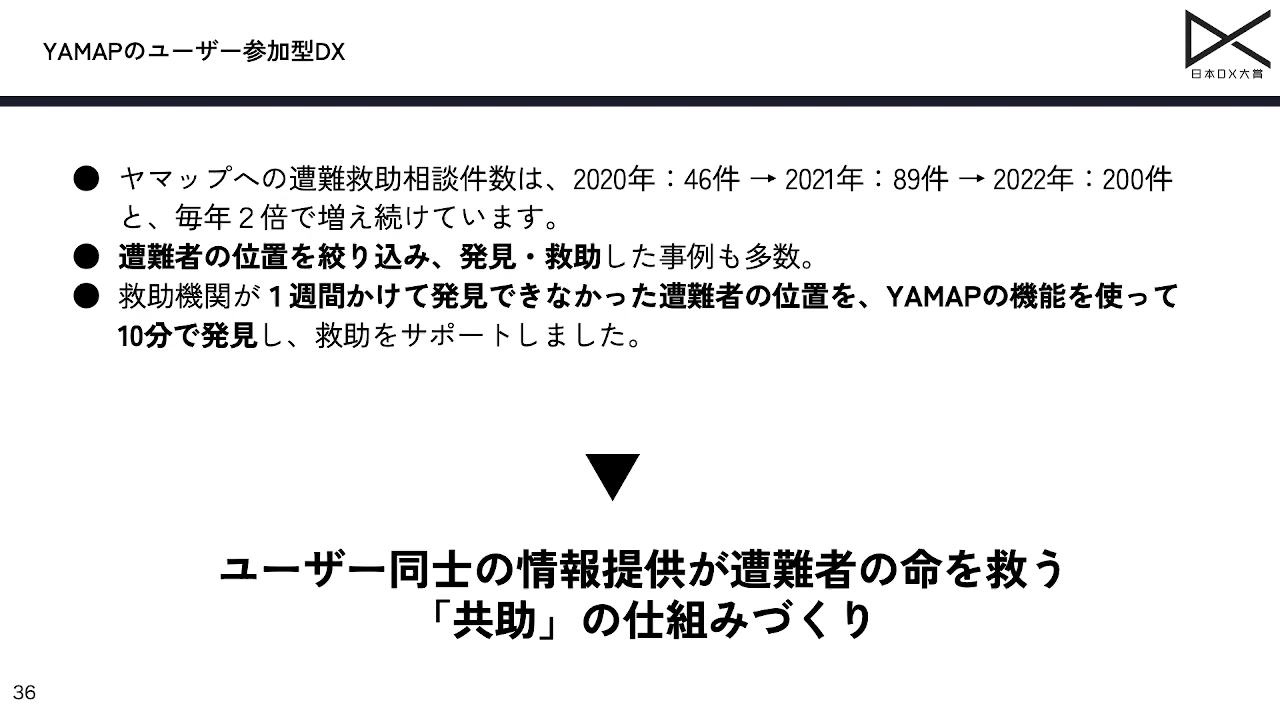 YAMAPのユーザー参加型DX
日本DX大賞
● ヤマップへの遭難救助相談件数は、2020年：46件 → 2021年：89件 → 2022年：200件
と、毎年２倍で増え続けています。
● 遭難者の位置を絞り込み、発見・救助した事例も多数。
● 救助機関が１週間かけて発見できなかった遭難者の位置を、YAMAPの機能を使って
10分で発見し、救助をサポートしました。
ユーザー同士の情報提供が遭難者の命を救う
「共助」の仕組みづくり
36